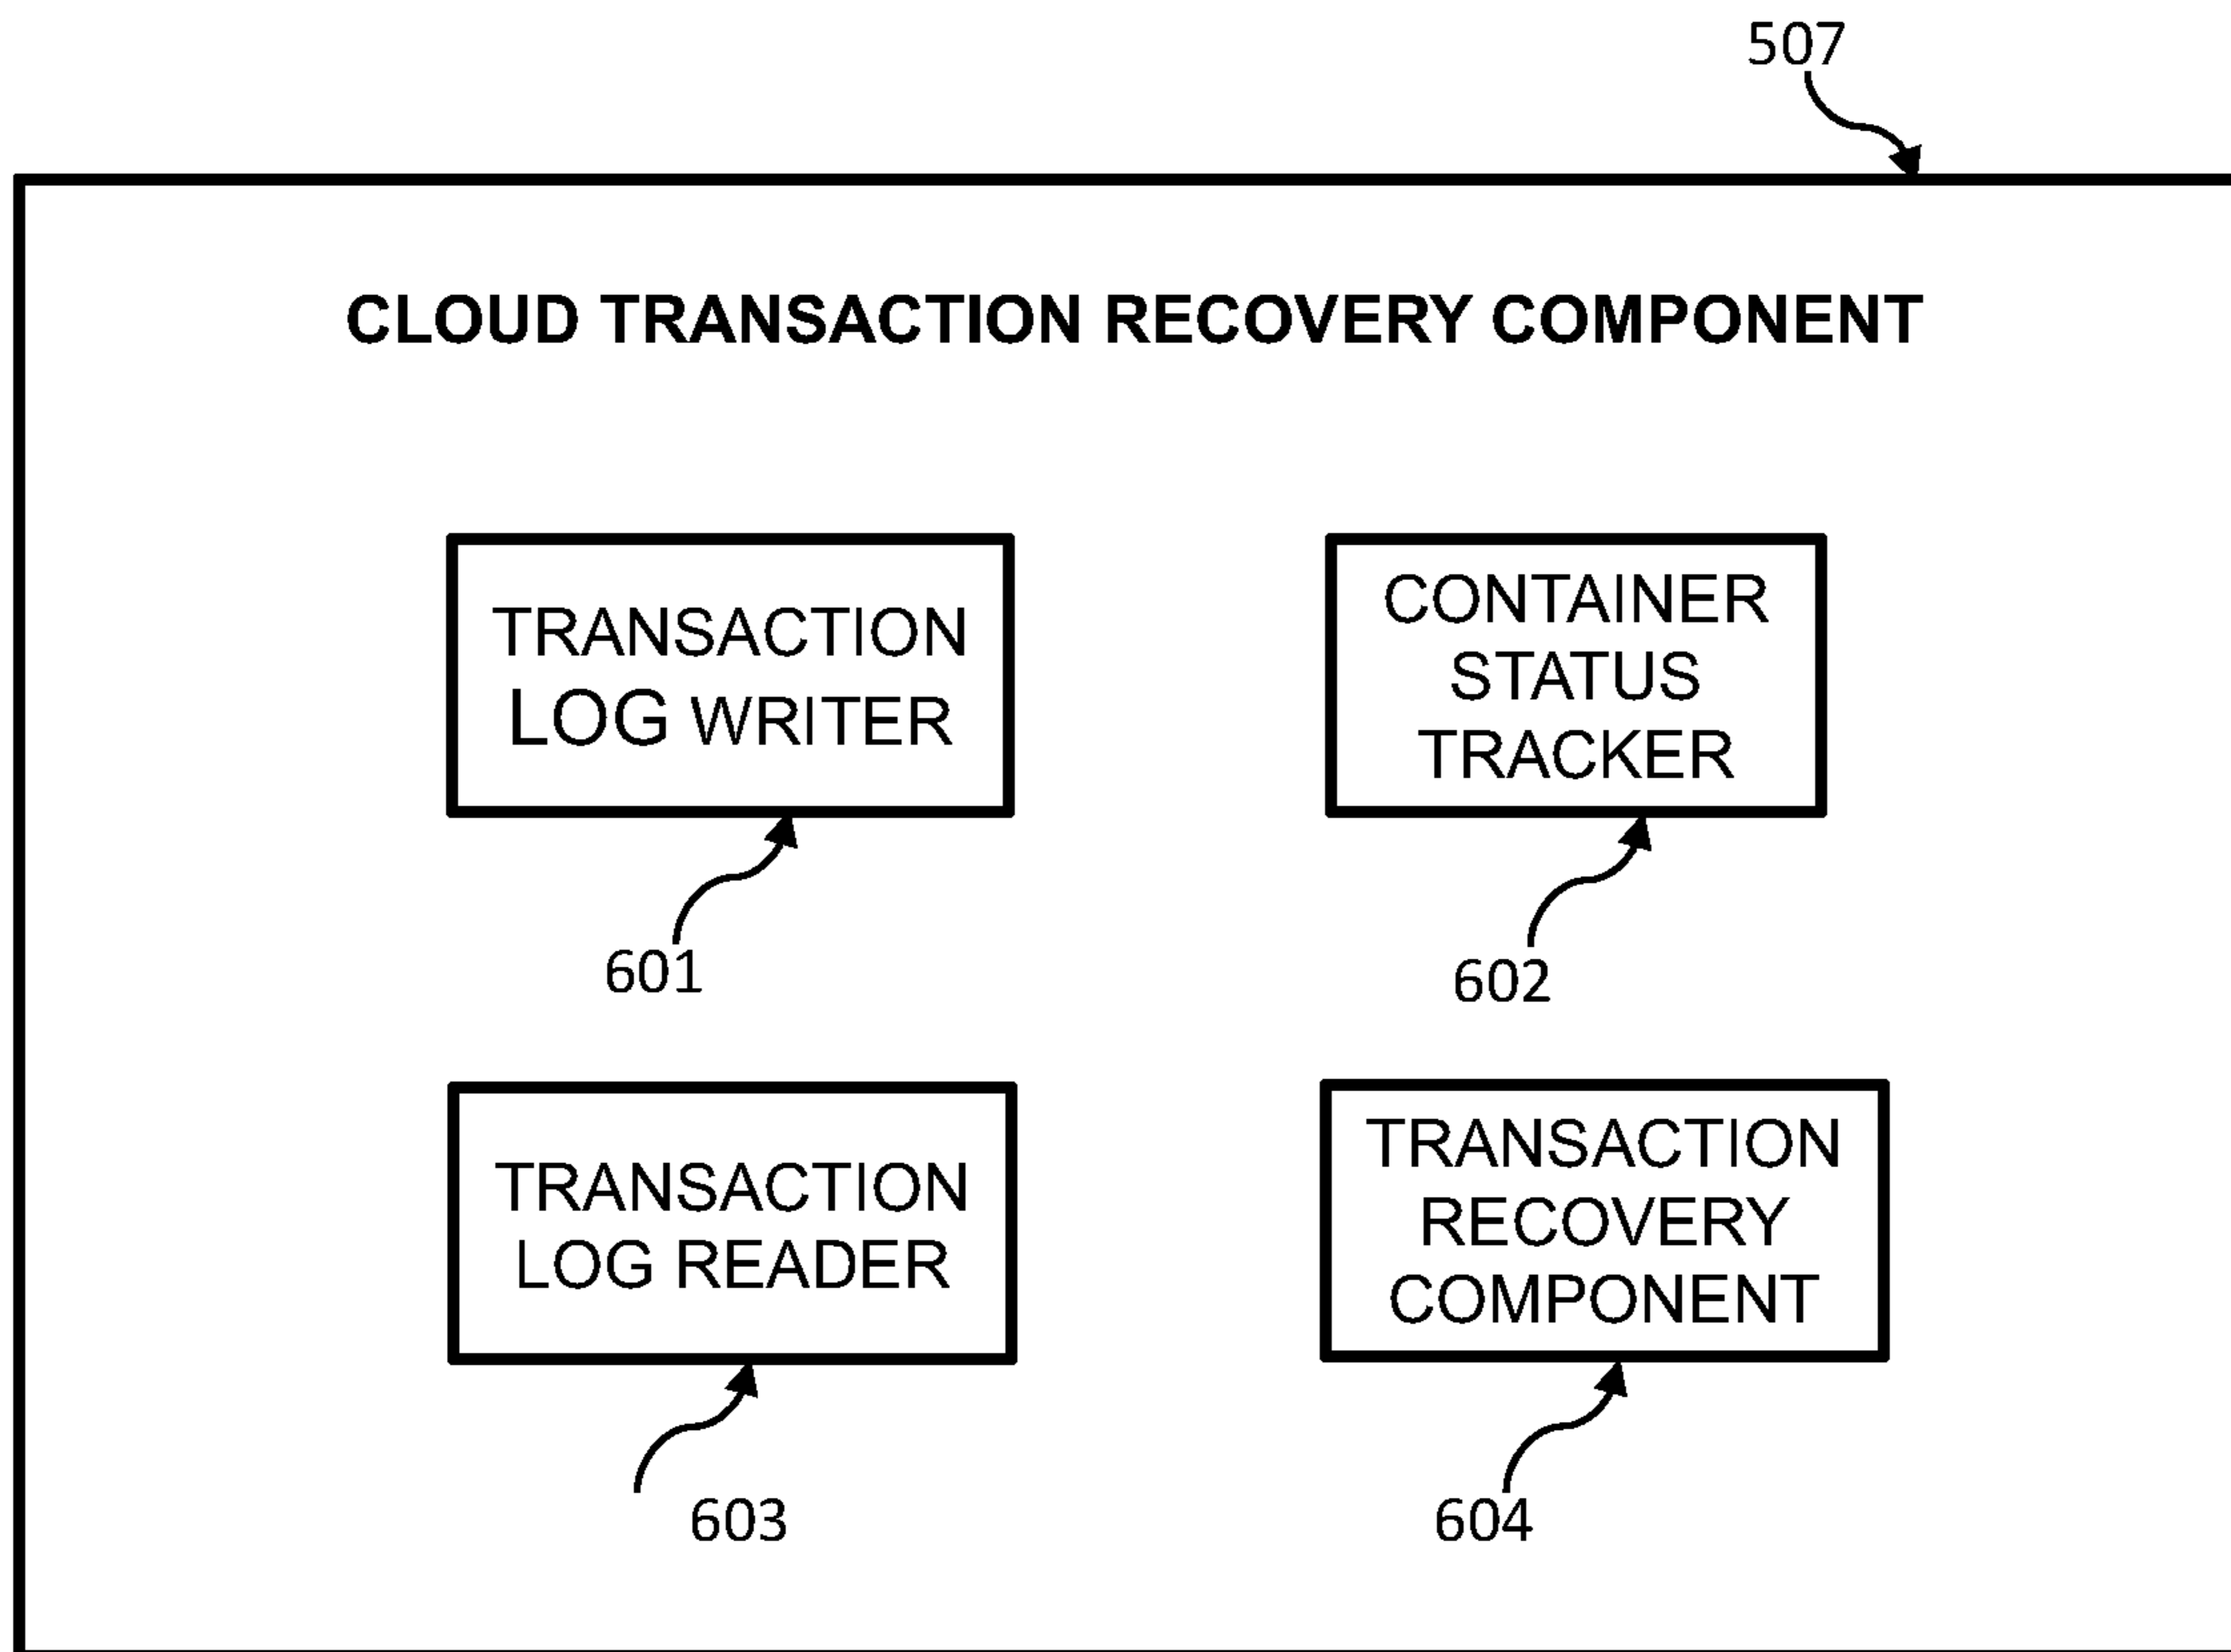 507
CLOUD TRANSACTION RECOVERY COMPONENT
TRANSACTION
LOG WRITER
601
CONTAINER
STATUS
TRACKER
602
TRANSACTION
LOG READER
603
TRANSACTION
RECOVERY
COMPONENT
604